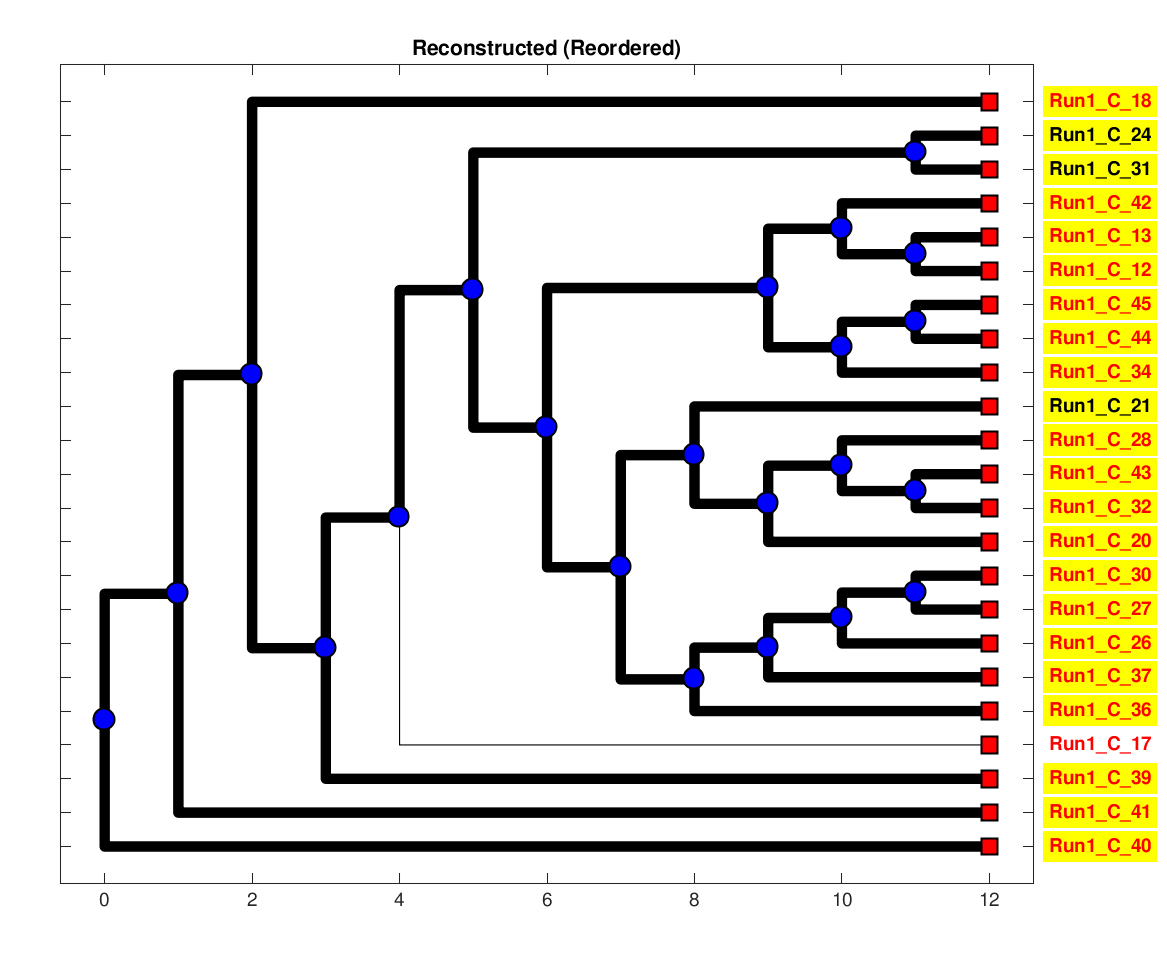 Reconstructed (Reordered)
Run1_C_18
Run1_C_24
Run1_C_31
Run1_C_42
Run1_C_13
Run1_C_12
Run1_C_45
Run1_C_44
Run1_C_34
Run1_C_21
Run1_C_28
Run1_C_43
Run1_C_32
Run1_C_20
Run1_C_30
Run1_C_27
Run1_C_26
Run1_C_37
Run1_C_36
Run1_C_17
Run1_C_39
Run1_C_41
Run1_C_40
0 2 4 6 8 10 12